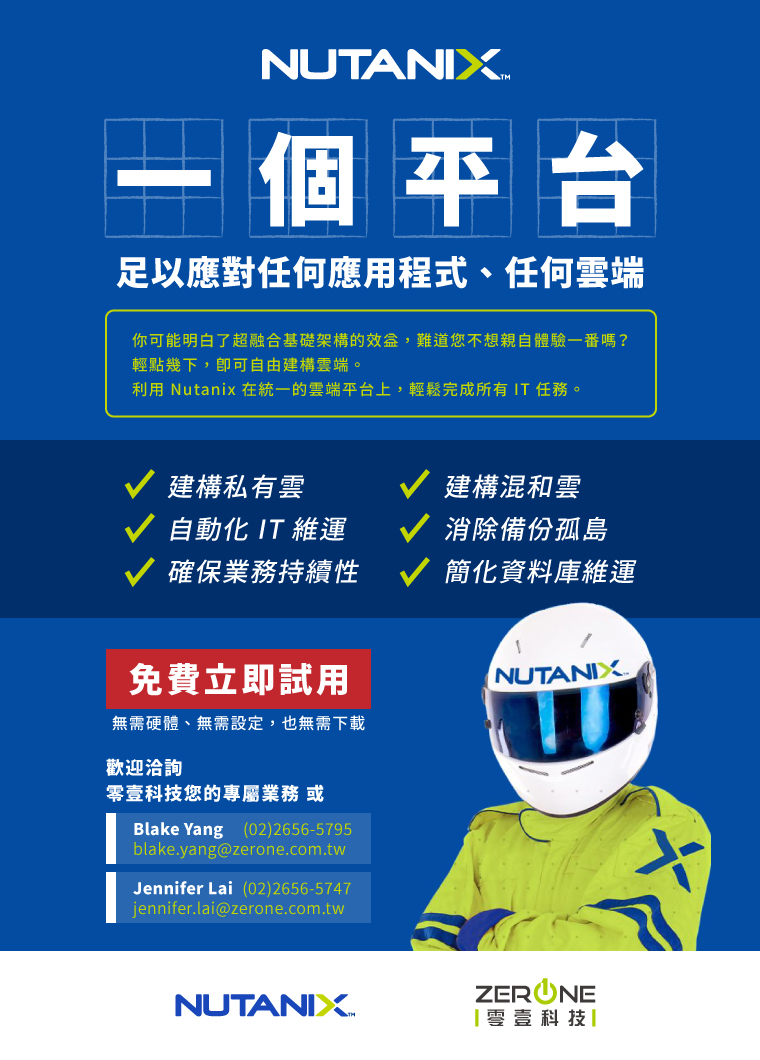 NUTANIX™
一個平台
足以應對任何應用程式、任何雲端
你可能明白了超融合基礎架構的效益，難道您不想親自體驗一番嗎？
輕點幾下，即可自由建構雲端。
利用 Nutanix 在統一的雲端平台上，輕鬆完成所有 IT 任務。
建構私有雲
建構混和雲
自動化 IT 維運
消除備份孤島
確保業務持續性
簡化資料庫維運
NUTANIX™
免費立即試用
無需硬體、無需設定，也無需下載
歡迎洽詢
零壹科技您的專屬業務 或
Blake Yang (02)2656-5795
blake.yang@zerone.com.tw
Jennifer Lai (02)2656-5747
jennifer.lai@zerone.com.tw
NUTANIX™
ZERONE
零壹科技